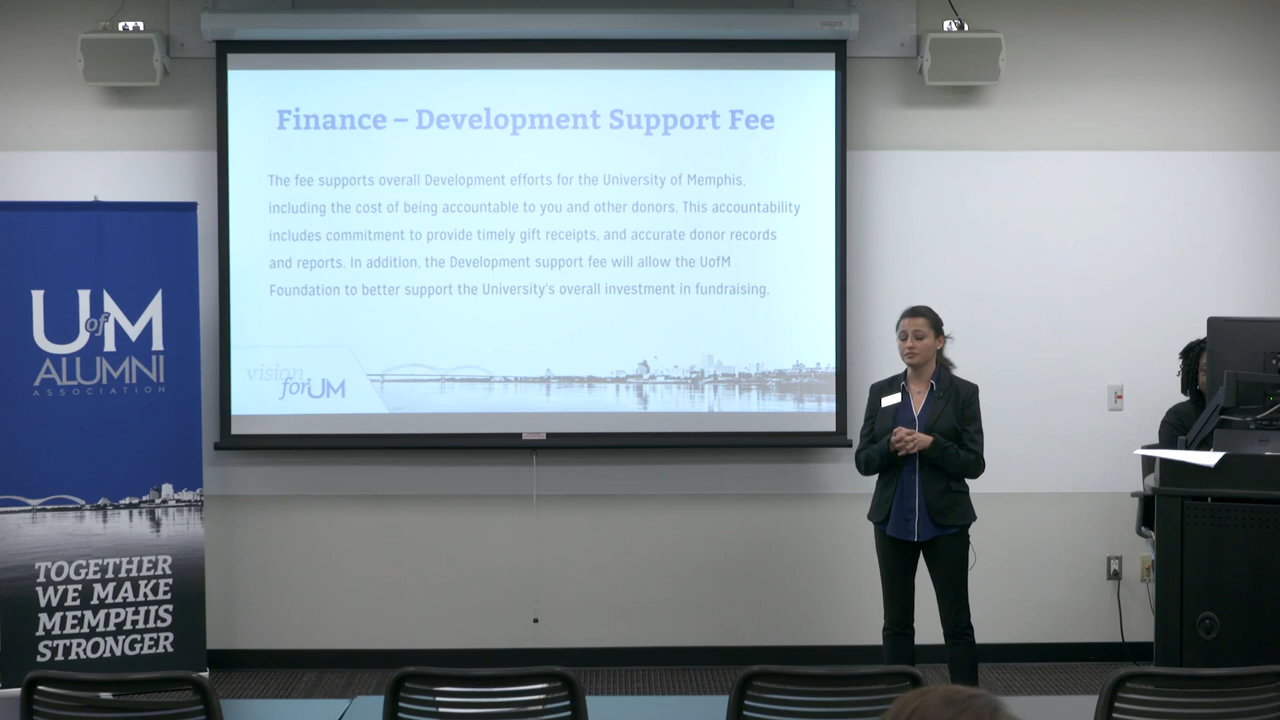 Finance – Development Support Fee
The fee supports overall Development efforts for the University of Memphis,
including the cost of being accountable to you and other donors. This accountability
includes commitment to provide timely gift receipts, and accurate donor records
and reports. In addition, the Development support fee will allow the UofM
Foundation to better support the University's overall investment in fundraising.
vision
for UM
UofM
ALUMNI
ASSOCIATION
TOGETHER
WE MAKE
MEMPHIS
STRONGER